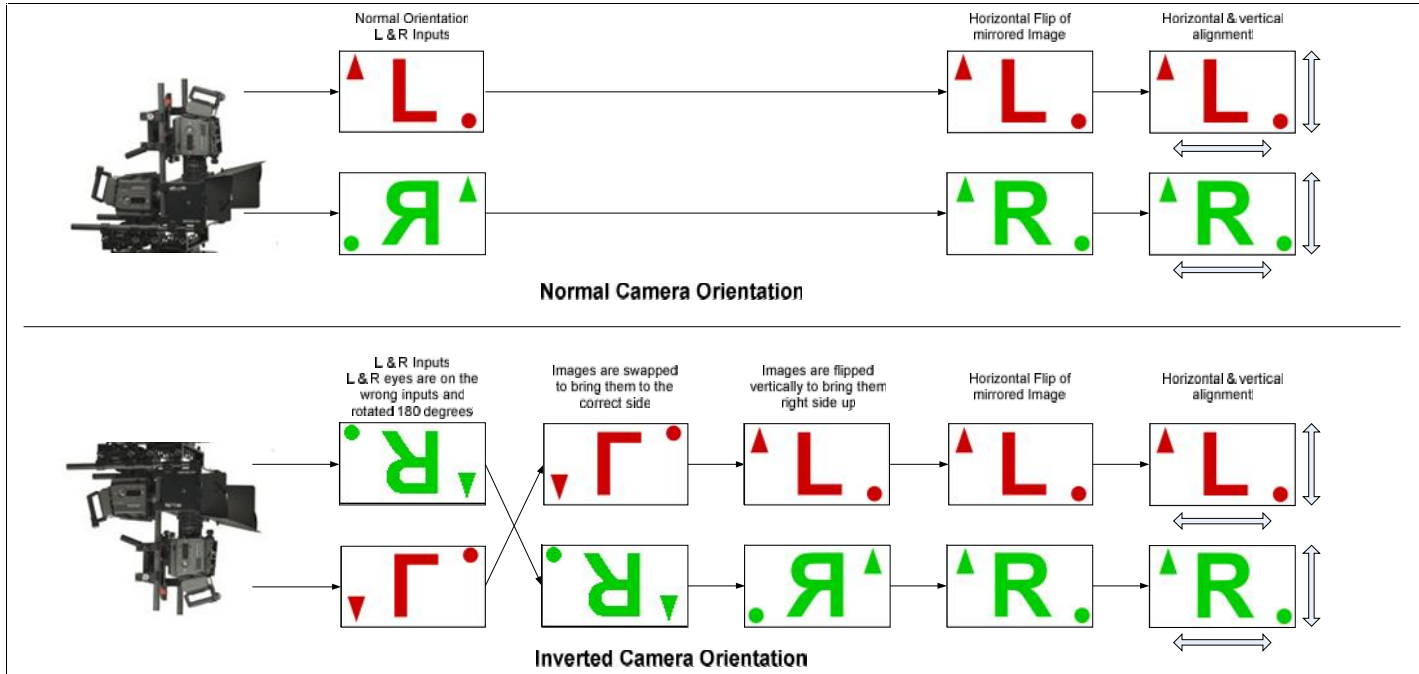 Normal Orientation
L & R Inputs
Horizontal Flip of
mirrored Image
Horizontal & vertical
alignment
L
L
L
R
R
R
Normal Camera Orientation
L & R Inputs
L & R eyes are on the
wrong inputs and
rotated 180 degrees
Images are swapped
to bring them to the
correct side
Images are flipped
vertically to bring them
right side up
Horizontal Flip of
mirrored Image
Horizontal & vertical
alignment
R
L
L
L
L
L
R
R
R
R
Inverted Camera Orientation